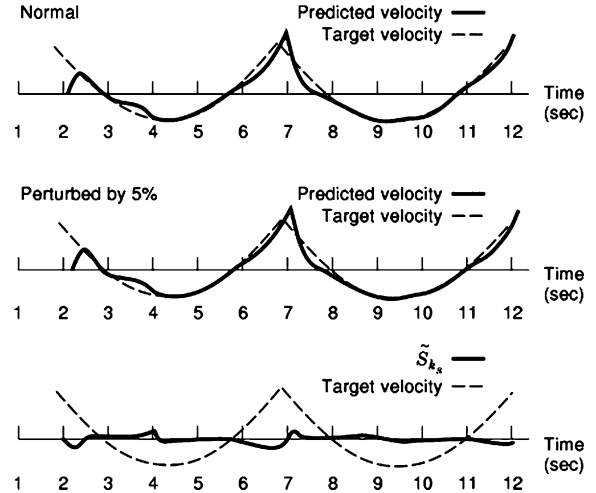 Normal
Predicted velocity
Target velocity
Time
(sec)
1 2 3 4 5 6 7 8 9 10 11 12
Perturbed by 5%
Predicted velocity
Target velocity
Time
(sec)
1 2 3 4 5 6 7 8 9 10 11 12
S̃ₖₛ
Target velocity
Time
(sec)
1 2 3 4 5 6 7 8 9 10 11 12